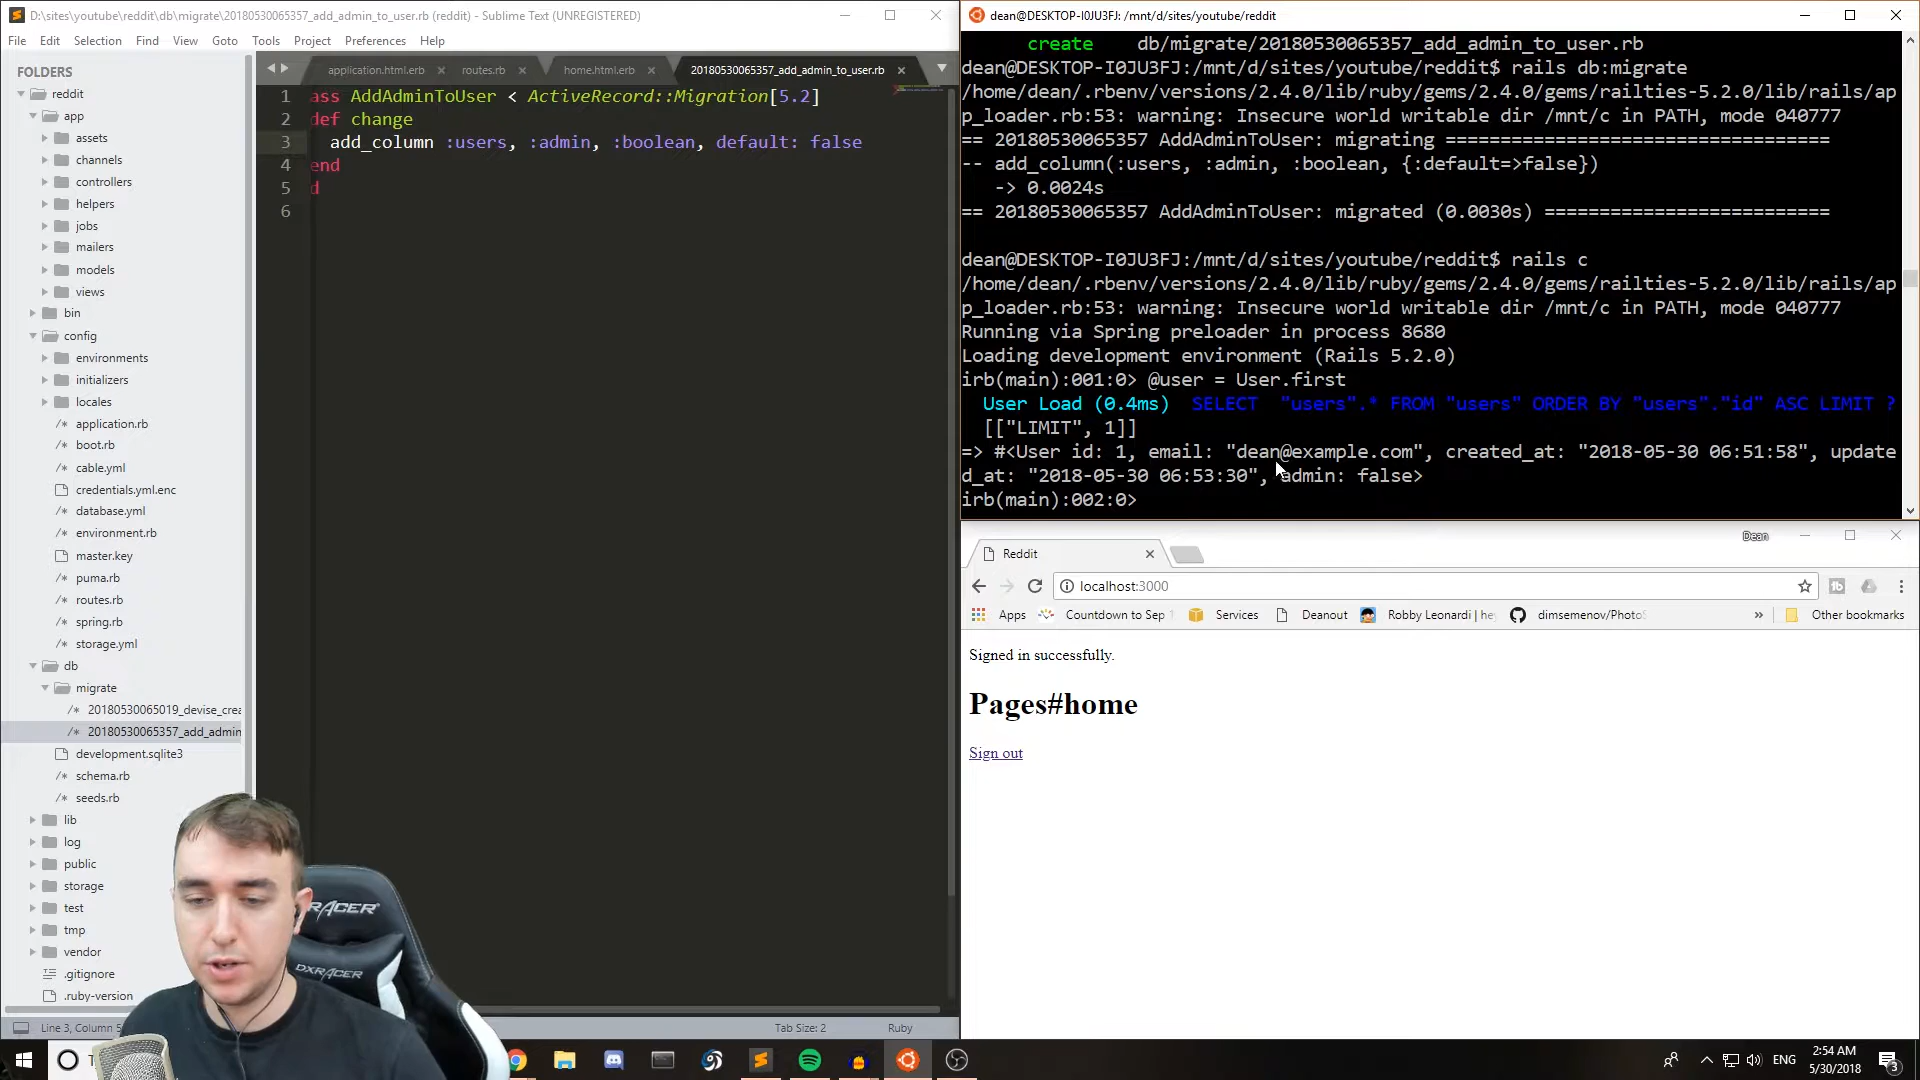 D:\sites\youtube\reddit\db\migrate\20180530065357_add_admin_to_user.rb (reddit) - Sublime Text (UNREGISTERED)
File Edit Selection Find View Goto Tools Project Preferences Help
FOLDERS
reddit
app
assets
channels
controllers
helpers
jobs
mailers
models
views
bin
config
environments
initializers
locales
/* application.rb
/* boot.rb
/* cable.yml
credentials.yml.enc
/* database.yml
/* environment.rb
master.key
/* puma.rb
/* routes.rb
/* spring.rb
/* storage.yml
db
migrate
/* 20180530065019_devise_crea
/* 20180530065357_add_admin
development.sqlite3
/* schema.rb
/* seeds.rb
lib
log
public
storage
test
tmp
vendor
.gitignore
.ruby-version
application.html.erb routes.rb home.html.erb 20180530065357_add_admin_to_user.rb
1 ass AddAdminToUser < ActiveRecord::Migration[5.2]
2 def change
3 add_column :users, :admin, :boolean, default: false
4 end
5 d
6
Line 3, Column 5
Tab Size: 2 Ruby
dean@DESKTOP-I0JU3FJ: /mnt/d/sites/youtube/reddit
create db/migrate/20180530065357_add_admin_to_user.rb
dean@DESKTOP-I0JU3FJ:/mnt/d/sites/youtube/reddit$ rails db:migrate
/home/dean/.rbenv/versions/2.4.0/lib/ruby/gems/2.4.0/gems/railties-5.2.0/lib/rails/ap
p_loader.rb:53: warning: Insecure world writable dir /mnt/c in PATH, mode 040777
== 20180530065357 AddAdminToUser: migrating ===================================
-- add_column(:users, :admin, :boolean, {:default=>false})
-> 0.0024s
== 20180530065357 AddAdminToUser: migrated (0.0030s) ==========================
dean@DESKTOP-I0JU3FJ:/mnt/d/sites/youtube/reddit$ rails c
/home/dean/.rbenv/versions/2.4.0/lib/ruby/gems/2.4.0/gems/railties-5.2.0/lib/rails/ap
p_loader.rb:53: warning: Insecure world writable dir /mnt/c in PATH, mode 040777
Running via Spring preloader in process 8680
Loading development environment (Rails 5.2.0)
irb(main):001:0> @user = User.first
User Load (0.4ms) SELECT "users".* FROM "users" ORDER BY "users"."id" ASC LIMIT ?
[["LIMIT", 1]]
=> #<User id: 1, email: "dean@example.com", created_at: "2018-05-30 06:51:58", update
d_at: "2018-05-30 06:53:30", admin: false>
irb(main):002:0>
Dean
Reddit
localhost:3000
Apps Countdown to Sep Services Deanout Robby Leonardi | he dimsemenov/PhotoS » Other bookmarks
Signed in successfully.
Pages#home
Sign out
DXRACER
ENG
2:54 AM
5/30/2018
3